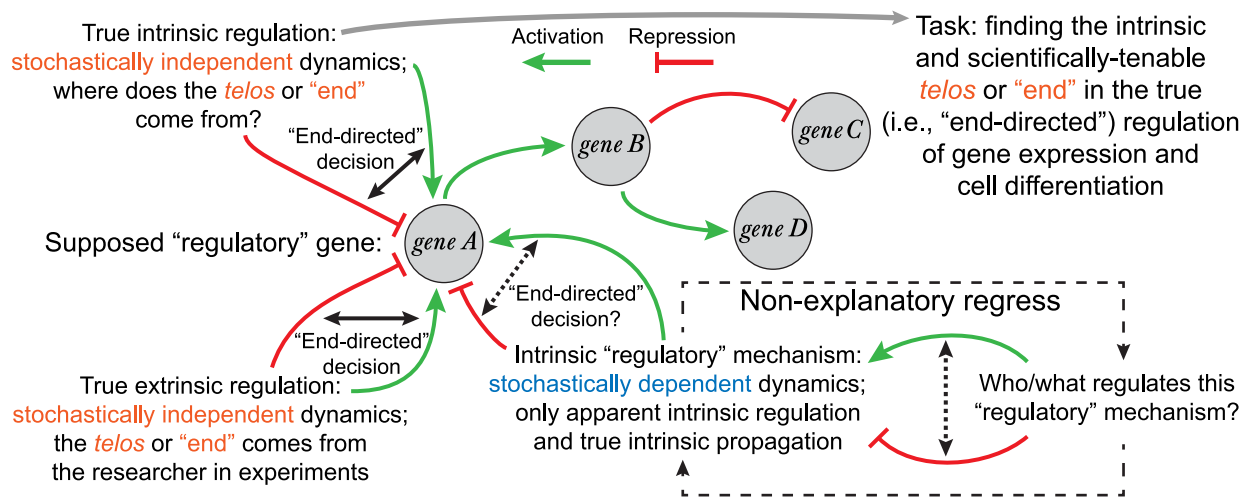 True intrinsic regulation:
stochastically independent dynamics;
where does the telos or “end”
come from?
“End-directed”
decision
Activation
Repression
Task: finding the intrinsic
and scientifically-tenable
telos or “end” in the true
(i.e., “end-directed”) regulation
of gene expression and
cell differentiation
gene B
gene C
gene D
Supposed “regulatory” gene:
gene A
“End-directed”
decision?
“End-directed”
decision
True extrinsic regulation:
stochastically independent dynamics;
the telos or “end” comes from
the researcher in experiments
Non-explanatory regress
Intrinsic “regulatory” mechanism:
stochastically dependent dynamics;
only apparent intrinsic regulation
and true intrinsic propagation
Who/what regulates this
“regulatory” mechanism?